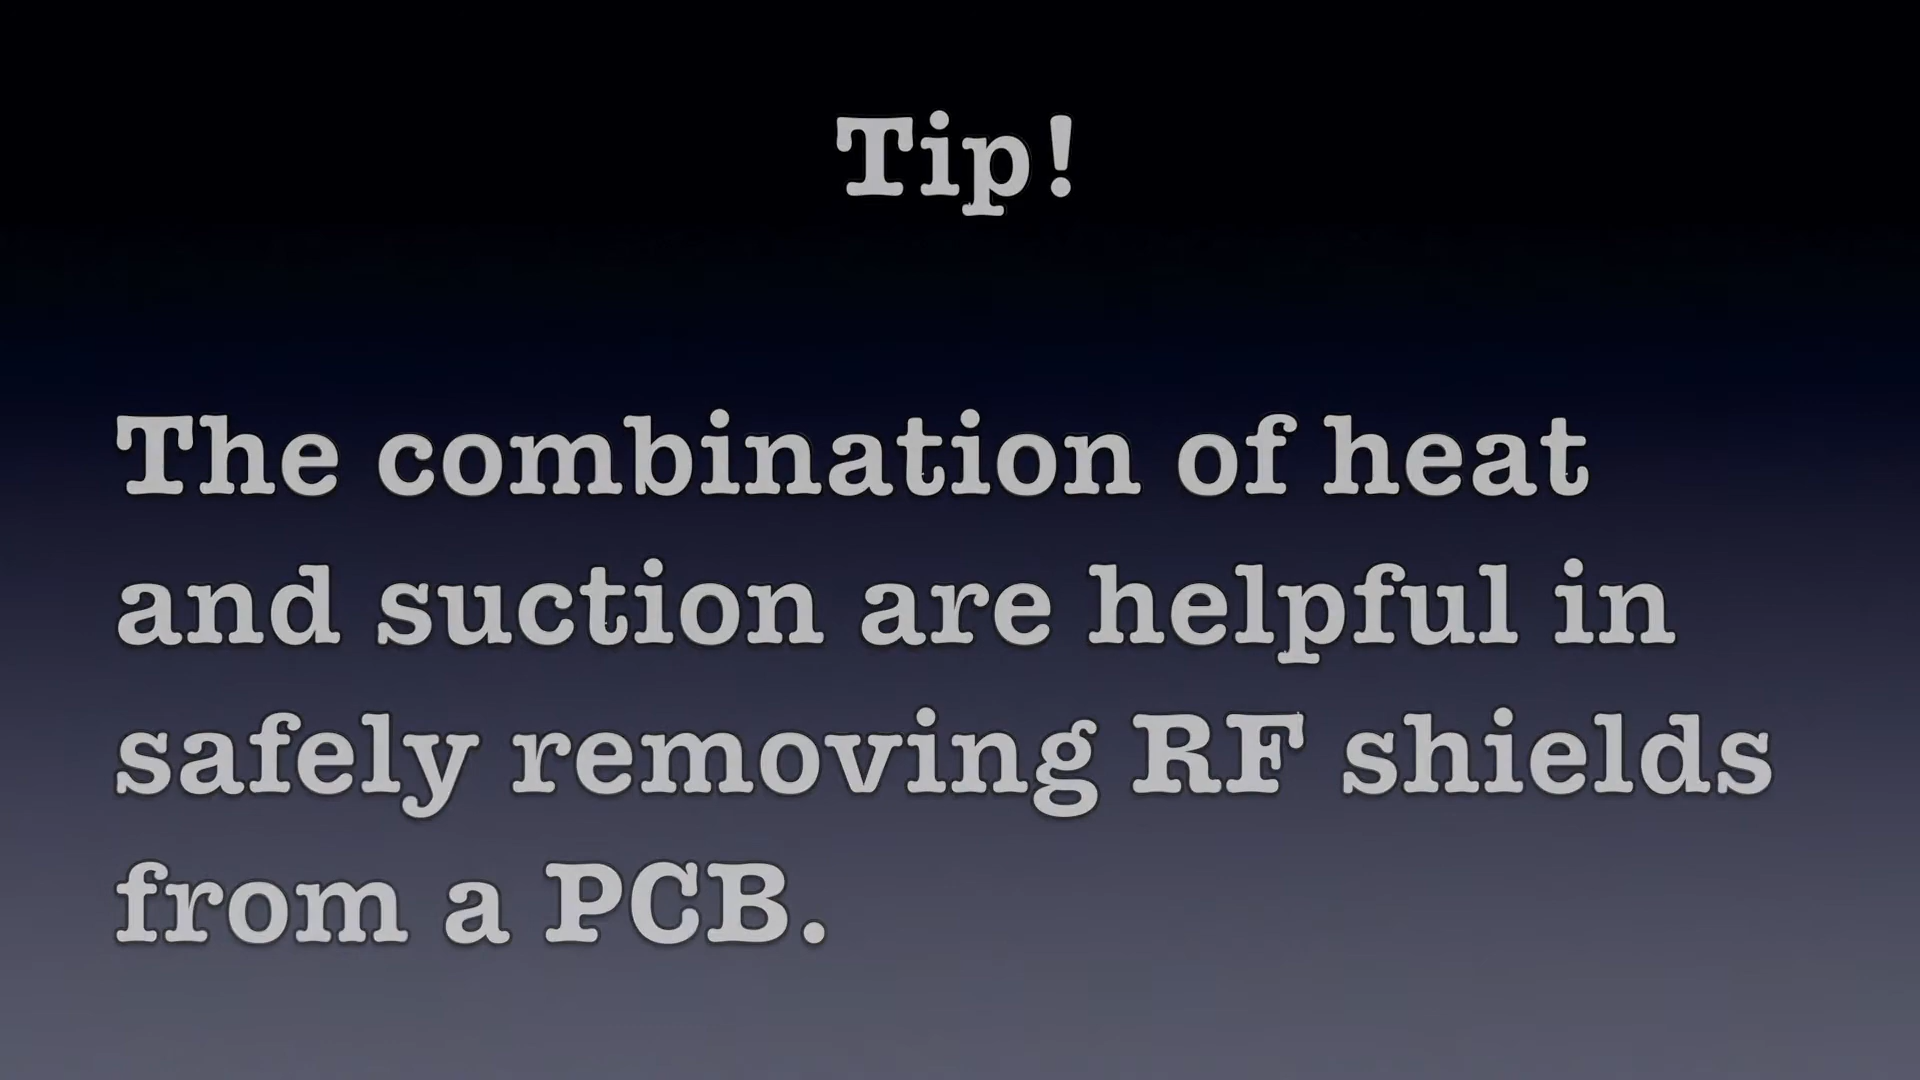 Tip!
The combination of heat
and suction are helpful in
safely removing RF shields
from a PCB.